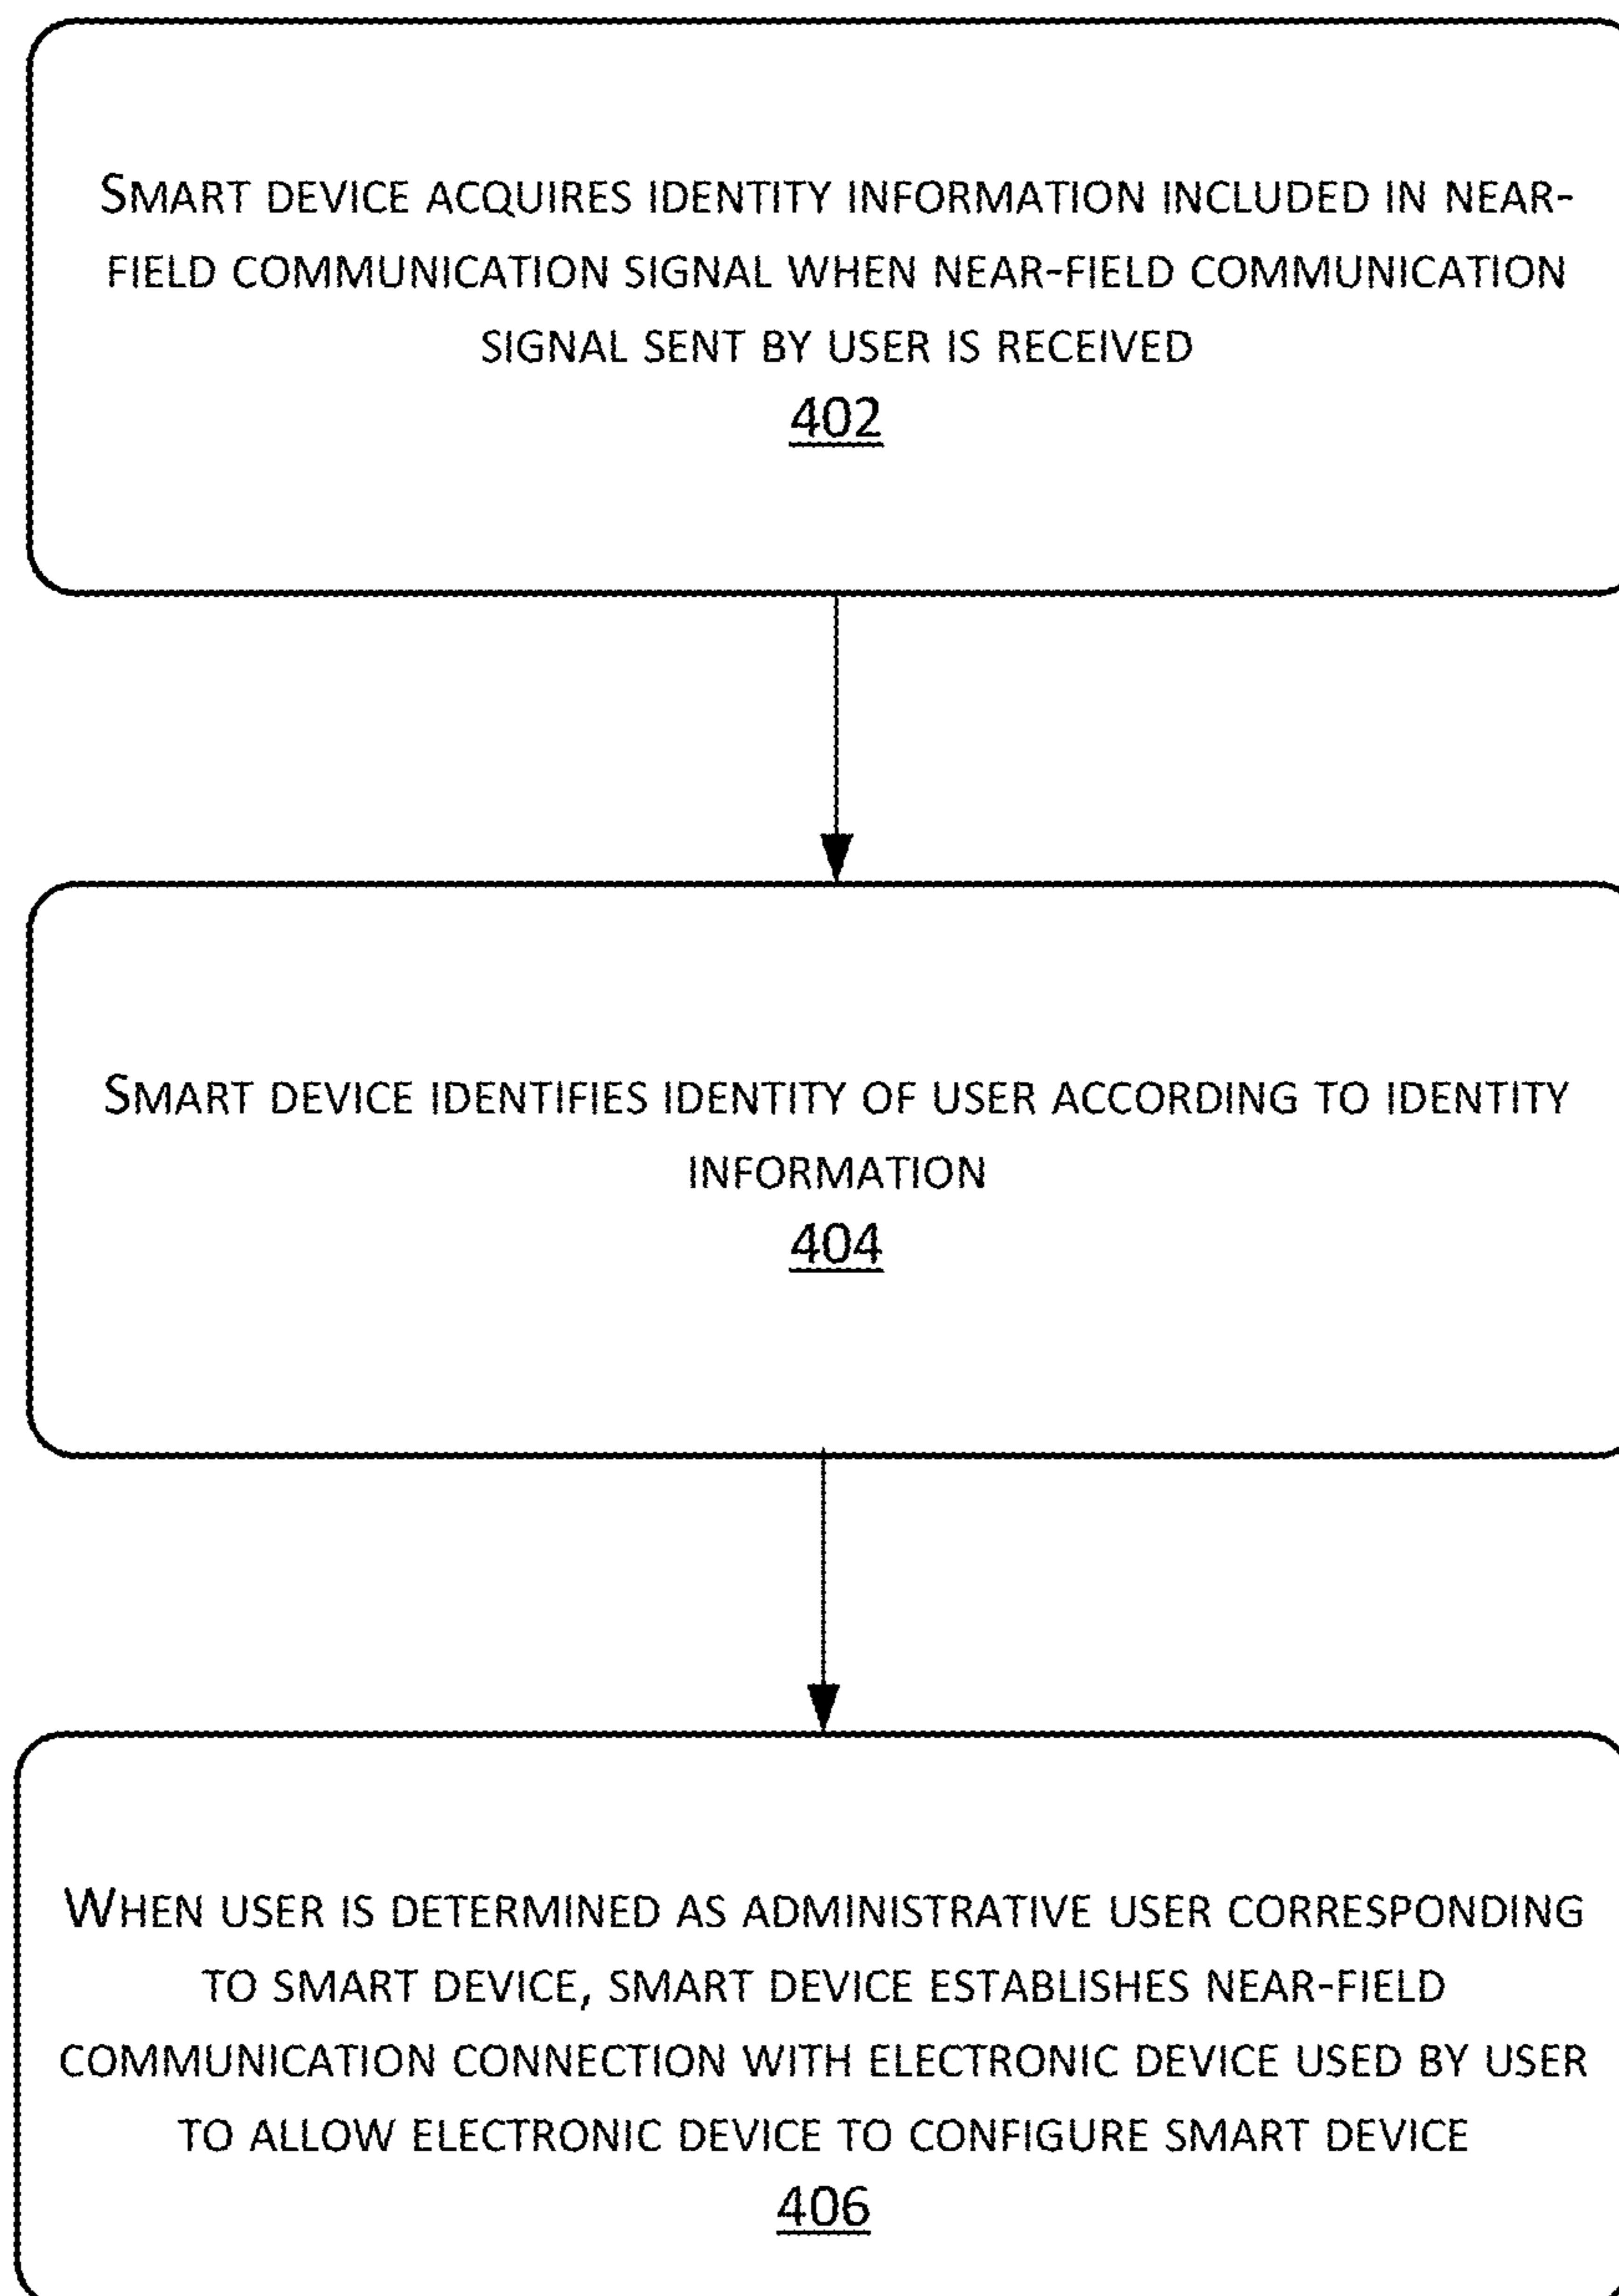 SMART DEVICE ACQUIRES IDENTITY INFORMATION INCLUDED IN NEAR-
FIELD COMMUNICATION SIGNAL WHEN NEAR-FIELD COMMUNICATION
SIGNAL SENT BY USER IS RECEIVED
402
SMART DEVICE IDENTIFIES IDENTITY OF USER ACCORDING TO IDENTITY
INFORMATION
404
WHEN USER IS DETERMINED AS ADMINISTRATIVE USER CORRESPONDING
TO SMART DEVICE, SMART DEVICE ESTABLISHES NEAR-FIELD
COMMUNICATION CONNECTION WITH ELECTRONIC DEVICE USED BY USER
TO ALLOW ELECTRONIC DEVICE TO CONFIGURE SMART DEVICE
406